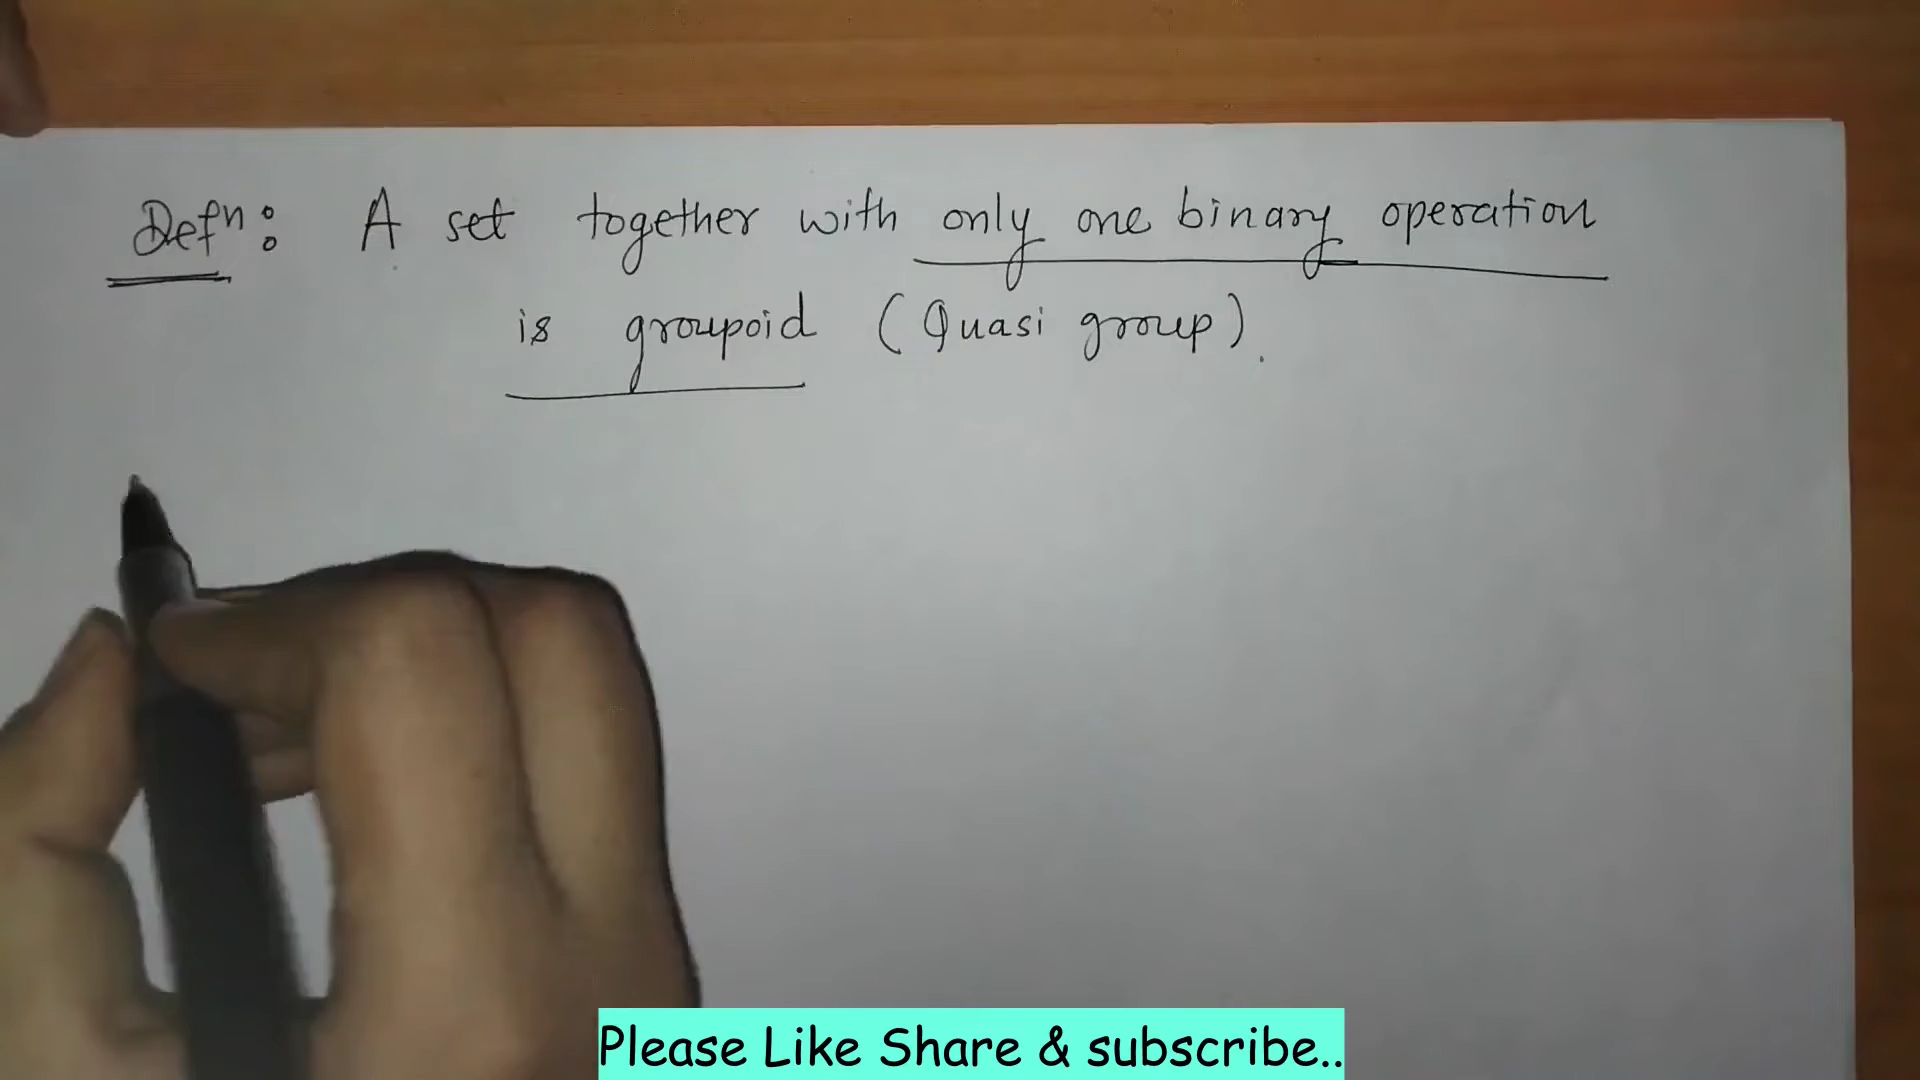 Defn: A set together with only one binary operation
is groupoid (Quasi group).
Please Like Share & subscribe..